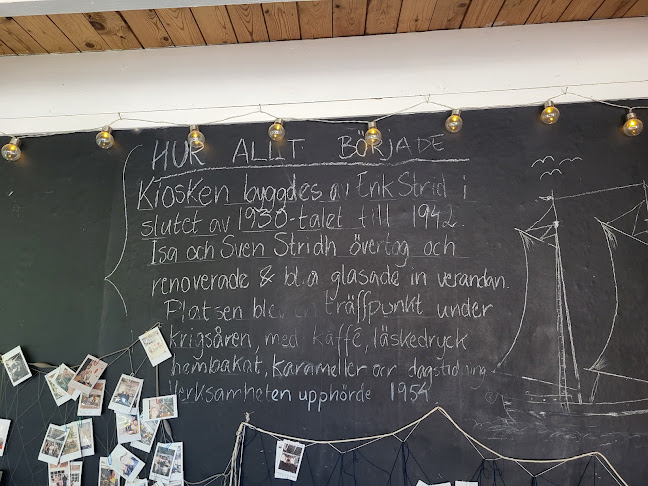 HUR ALLT BÖRJADE
Kiosken byggdes av Erik Strid i
slutet av 1930-talet till 1942.
Isa och Sven Stridh övertog och
renoverade & bl.a glasade in verandan.
Platsen blev en träffpunkt under
krigsåren, med kaffe, läskedryck
hembakat, karameller och dagstidning
Verksamheten upphörde 1954